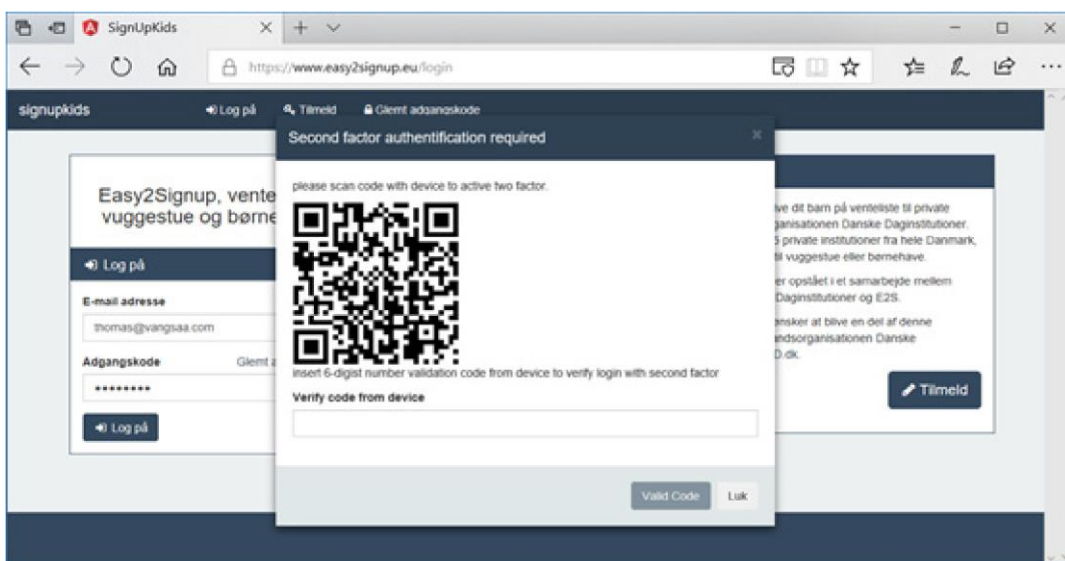 SignUpKids
https://www.easy2signup.eu/login
signupkids
Log på
Tilmeld
Glemt adgangskode
Second factor authentification required
please scan code with device to active two factor.
insert 6-digist number validation code from device to verify login with second factor
Verify code from device
Valid Code
Luk
Easy2Signup, vente
vuggestue og børne
Log på
E-mail adresse
thomas@vangsaa.com
Adgangskode
Glemt a
Log på
ive dit barn på venteliste til private
ganisationen Danske Daginstitutioner.
5 private institutioner fra hele Danmark,
til vuggestue eller børnehave.
er opstået i et samarbejde mellem
Daginstitutioner og E2S.
ønsker at blive en del af denne
andsorganisationen Danske
D.dk.
Tilmeld